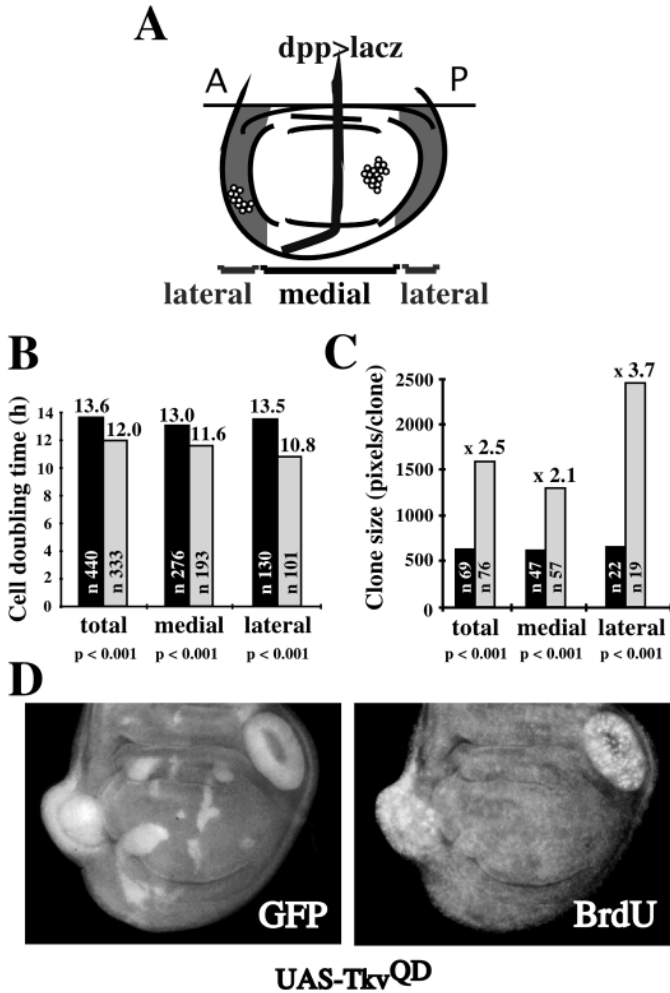 A
dpp>lacz
A P
lateral medial lateral
B
Cell doubling time (h)
14
12
10
8
6
4
2
0
13.6 12.0 13.0 11.6 13.5 10.8
n 440 n 333 n 276 n 193 n 130 n 101
total medial lateral
p < 0.001 p < 0.001 p < 0.001
C
Clone size (pixels/clone)
2500
2000
1500
1000
500
0
x 2.5 x 2.1 x 3.7
n 69 n 76 n 47 n 57 n 22 n 19
total medial lateral
p < 0.001 p < 0.001 p < 0.001
D
GFP BrdU
UAS-TkvQD